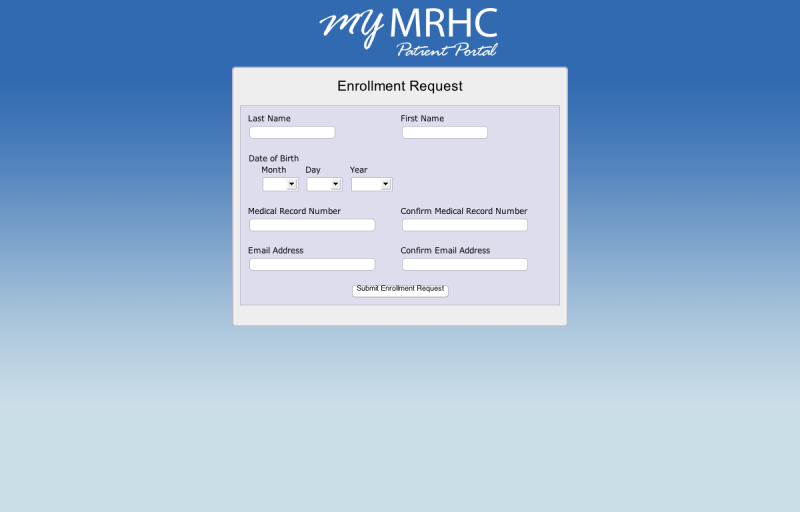 my MRHC
Patient Portal
Enrollment Request
Last Name First Name
Date of Birth
Month Day Year
Medical Record Number Confirm Medical Record Number
Email Address Confirm Email Address
Submit Enrollment Request